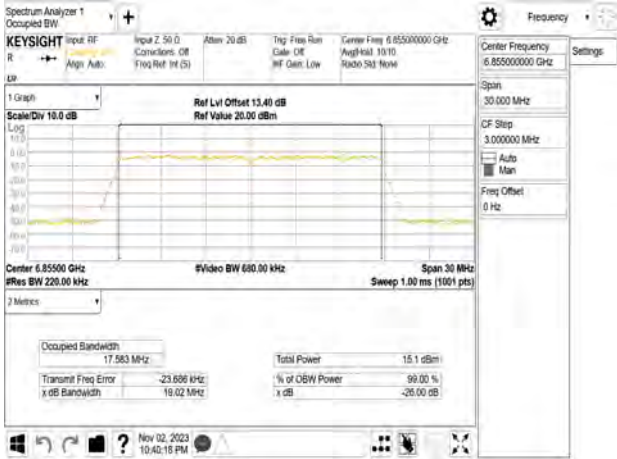 Spectrum Analyzer 1
Occupied BW
Frequency
KEYSIGHT
R
Input: RF
Align: Auto
Input Z: 50 Ω
Corrections: Off
Freq Ref: Int (S)
Atten: 20 dB
Trig: Free Run
Gate: Off
#IF Gain: Low
Center Freq: 6.855000000 GHz
Avg|Hold: 10/10
Radio Std: None
Center Frequency
6.855000000 GHz
Settings
Span
30.000 MHz
CF Step
3.000000 MHz
Auto
Man
Freq Offset
0 Hz
1 Graph
Scale/Div 10.0 dB
Ref Lvl Offset 13.40 dB
Ref Value 20.00 dBm
Log
Center 6.85500 GHz
#Res BW 220.00 kHz
#Video BW 680.00 kHz
Span 30 MHz
Sweep 1.00 ms (1001 pts)
2 Metrics
Occupied Bandwidth
17.583 MHz
Total Power 15.1 dBm
Transmit Freq Error -23.686 kHz
% of OBW Power 99.00 %
x dB Bandwidth 19.02 MHz
x dB -26.00 dB
?
Nov 02, 2023
10:40:18 PM